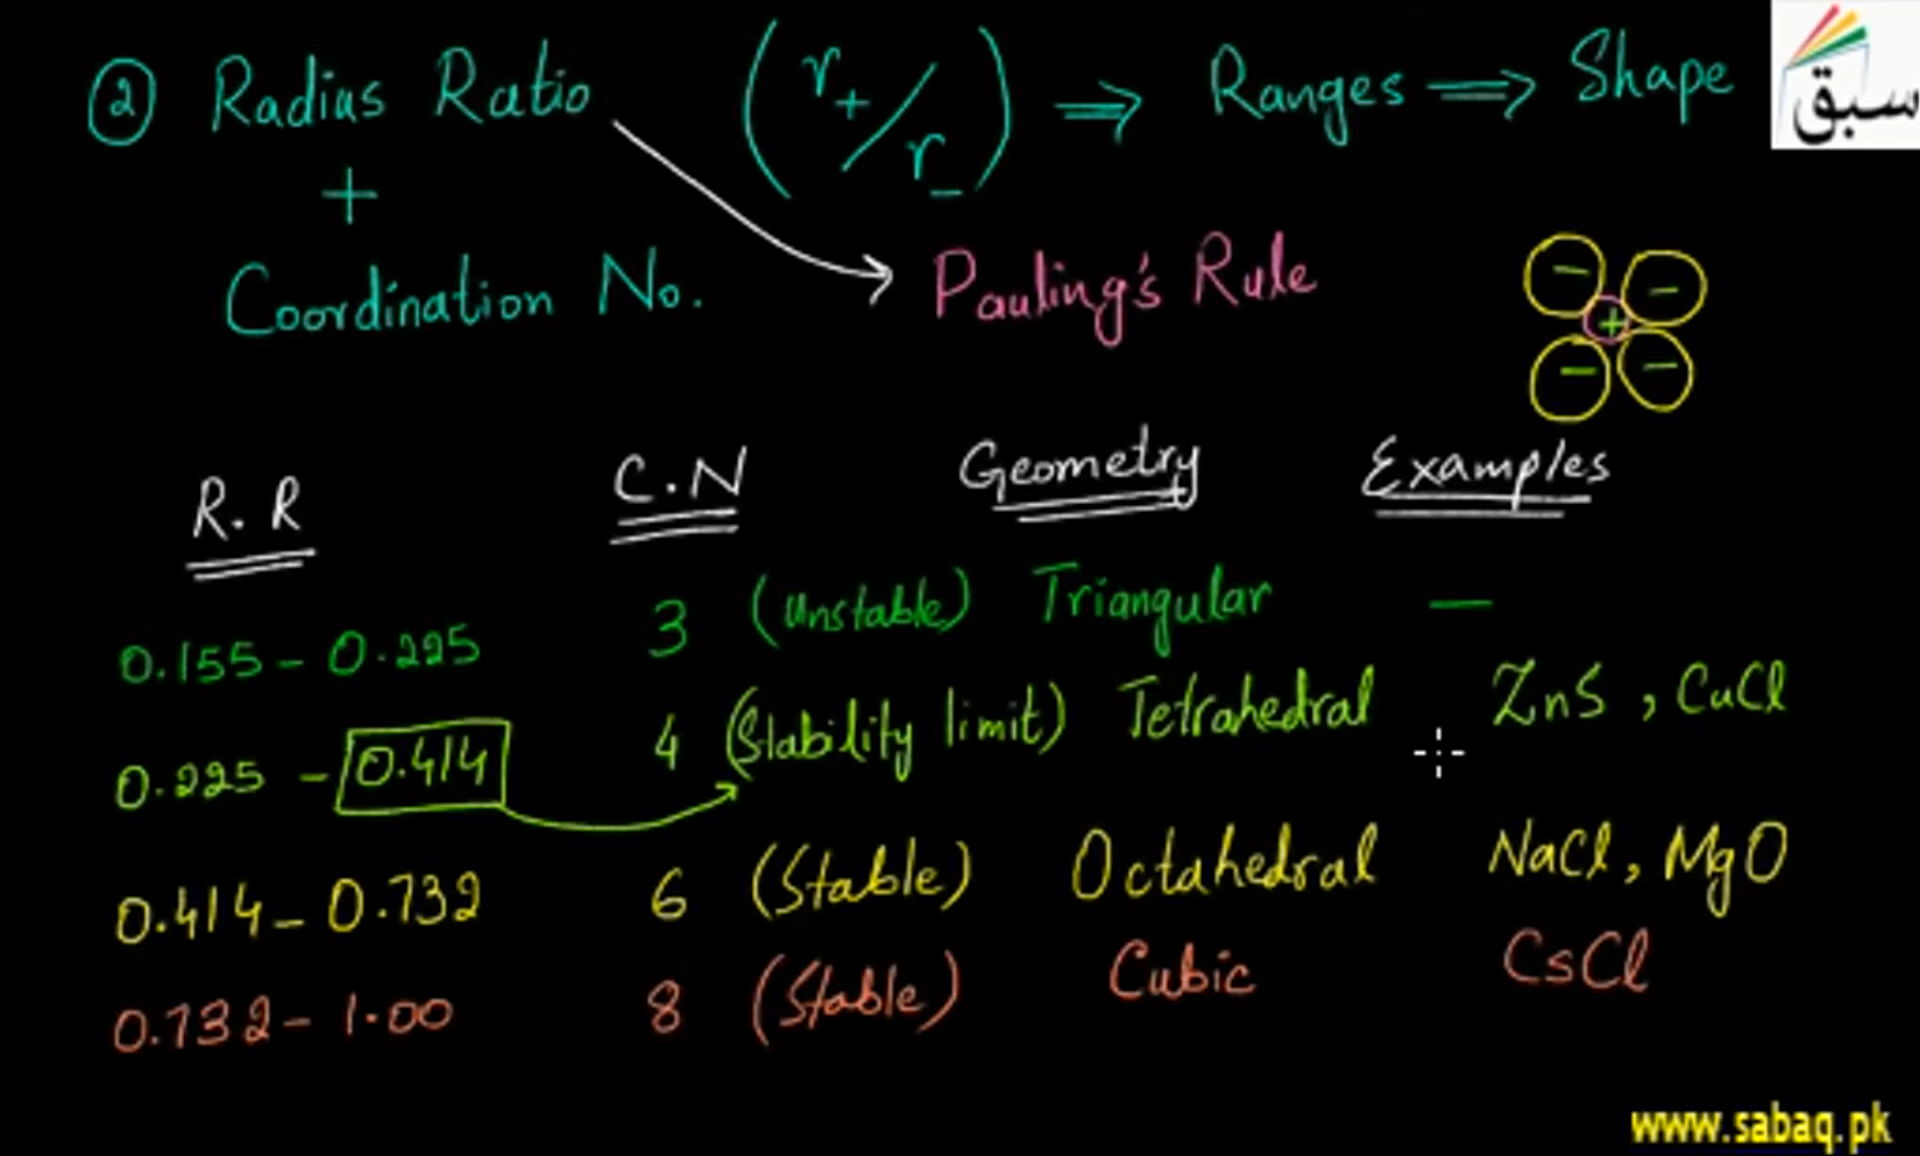 ② Radius Ratio (r+/r-) ⇒ Ranges ⇒ Shape
سبق
+
Coordination No.
Pauling's Rule
- -
+
- -
R.R C.N Geometry Examples
0.155 - 0.225 3 (Unstable) Triangular —
0.225 - 0.414 4 (Stability limit) Tetrahedral ZnS, CuCl
0.414 - 0.732 6 (Stable) Octahedral NaCl, MgO
0.732 - 1.00 8 (Stable) Cubic CsCl
www.sabaq.pk